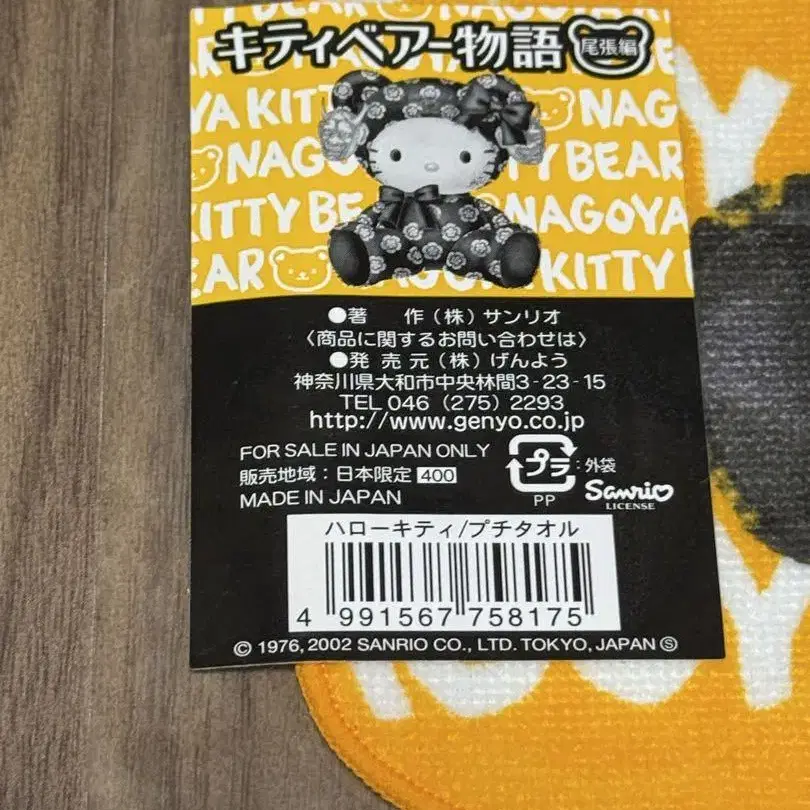 キティベアー物語 尾張編
AR NAGOYA KI
YA KITTY NAG
NAGO TY BEAR
KITTY BE NAGOYA
EAR KITTY B
●著 作(株)サンリオ
〈商品に関するお問い合わせは〉
●発 売 元(株)げんよう
神奈川県大和市中央林間3-23-15
TEL 046 (275) 2293
http://www.genyo.co.jp
FOR SALE IN JAPAN ONLY
販売地域:日本限定 400
MADE IN JAPAN
プラ:外袋
PP
Sanrio
LICENSE
ハローキティ/プチタオル
4 991567 758175
© 1976, 2002 SANRIO CO., LTD. TOKYO, JAPAN Ⓢ